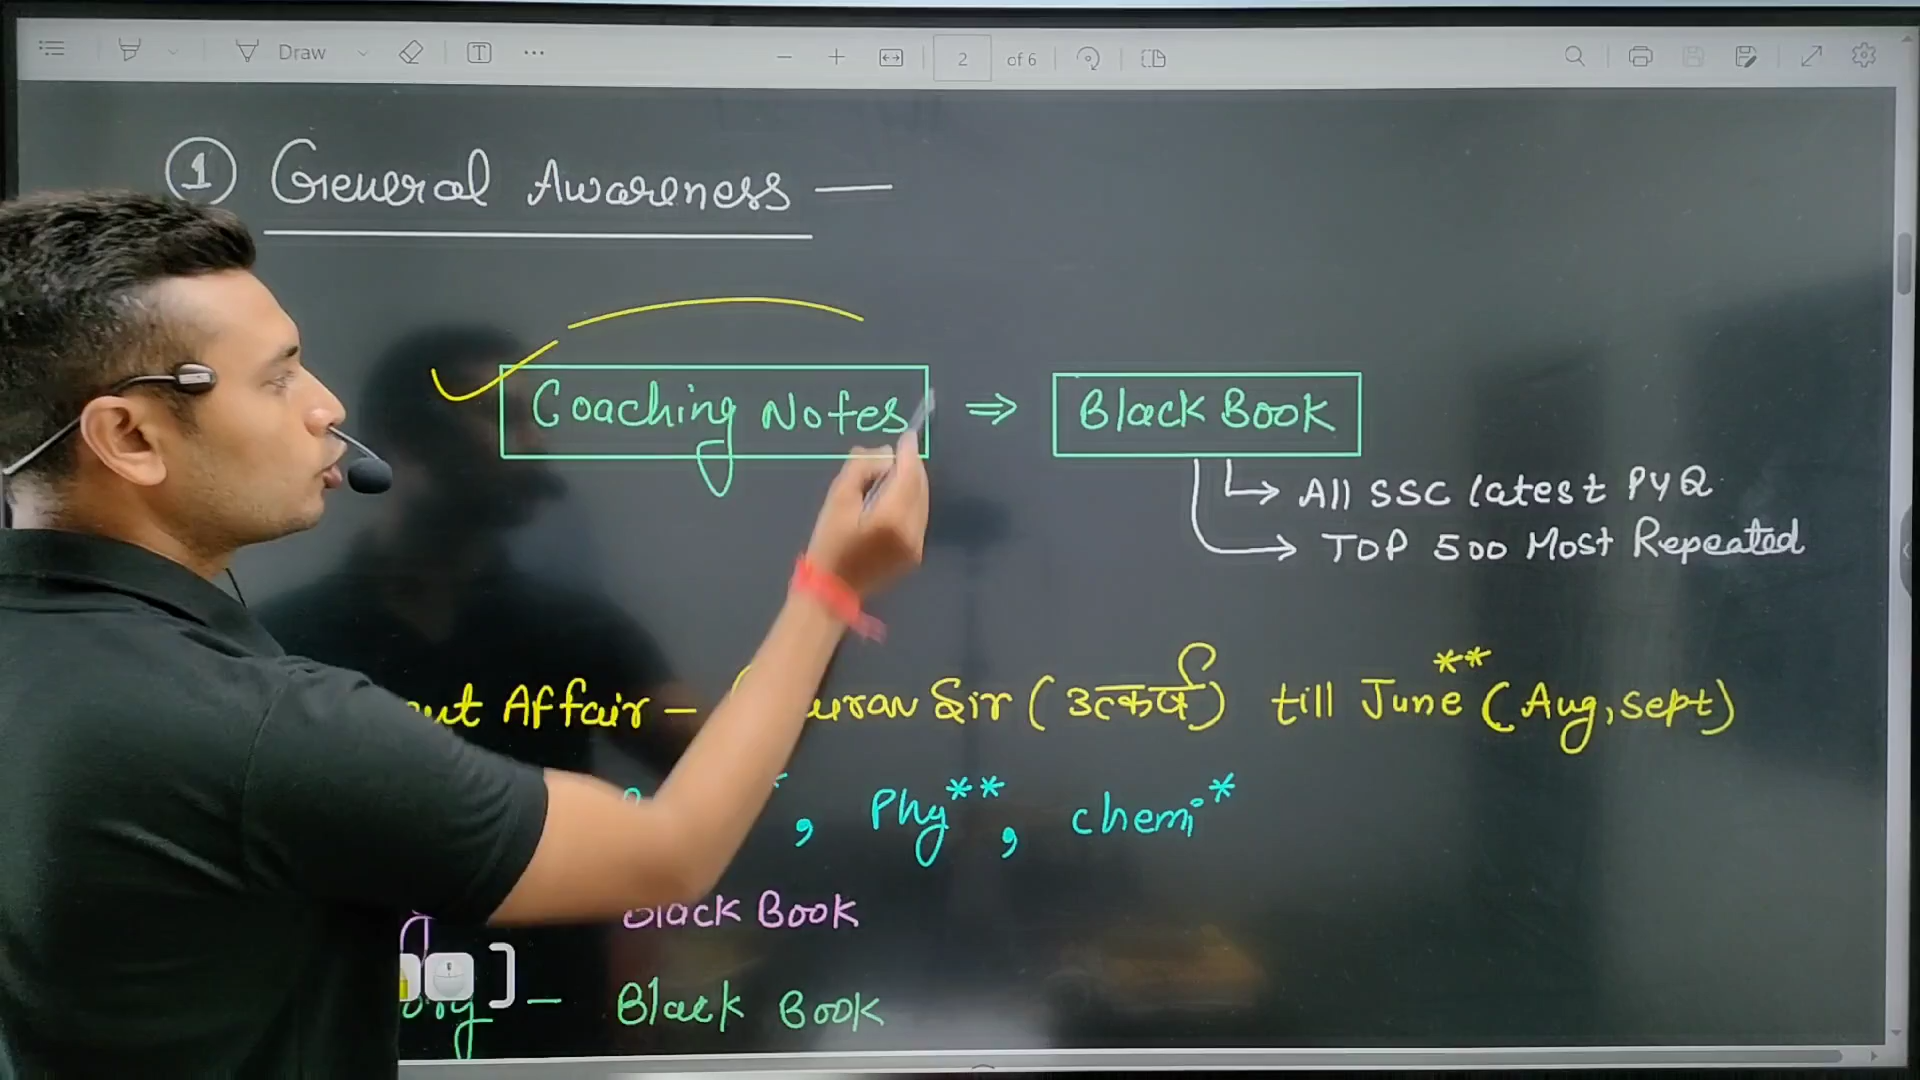 Draw 2 of 6
① General Awareness —
Coaching Notes ⇒ Black Book
→ All SSC latest PYQ
→ TOP 500 Most Repeated
Affair - Sir (उत्कर्ष) till June ** (Aug, sept)
, Phy**, chem*
Black Book
— Black Book